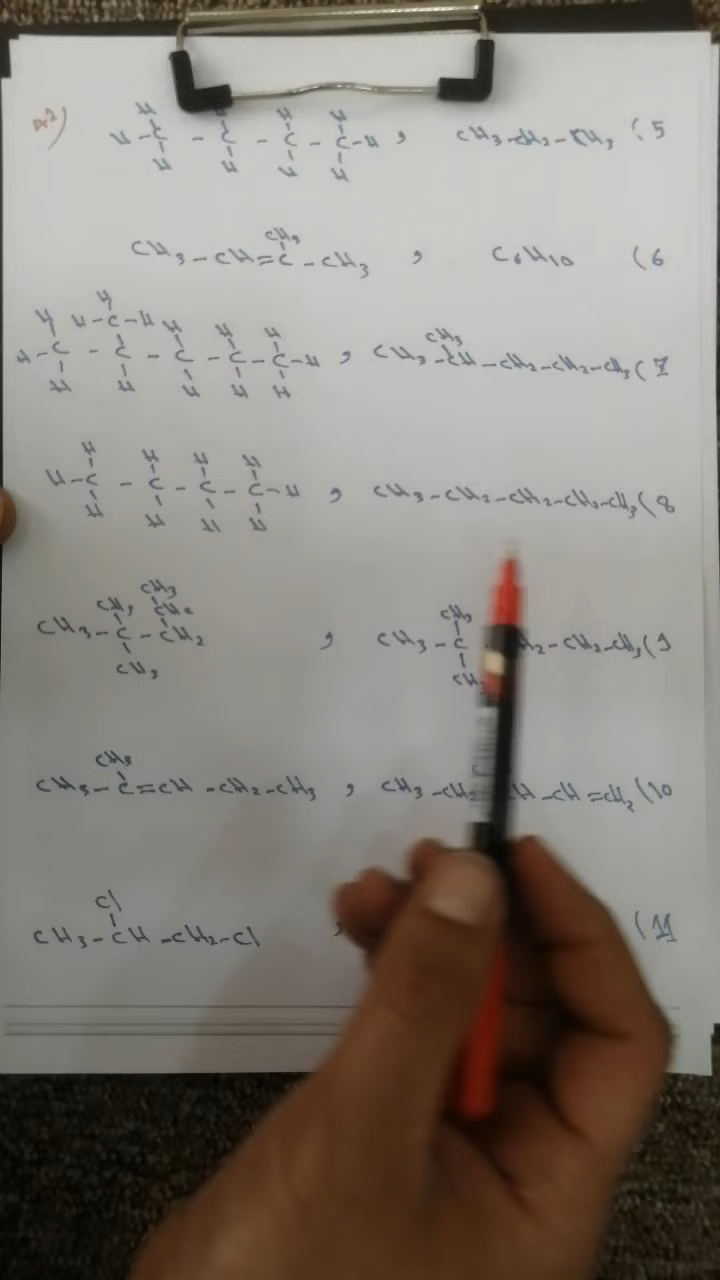 A2)
H H H H
H-C - C - C - C-H , CH3-CH2-CH3 (5
H H H H
CH3
CH3-CH=C-CH3 , C6H10 (6
H
H H-C-H H H H CH3
H-C - C - C - C-C-H , CH3-CH-CH2-CH2-CH3 (7
H H H H H
H H H H
H-C - C - C - C-H , CH3-CH2-CH2-CH2-CH3 (8
H H H H
CH3
CH3 CH2 CH3
CH3-C-CH2 , CH3-C H2-CH2-CH3 (9
CH3 CH3
CH3
CH3-C=CH-CH2-CH3 , CH3-CH2 H-CH=CH2 (10
Cl
CH3-CH-CH2-Cl , (11